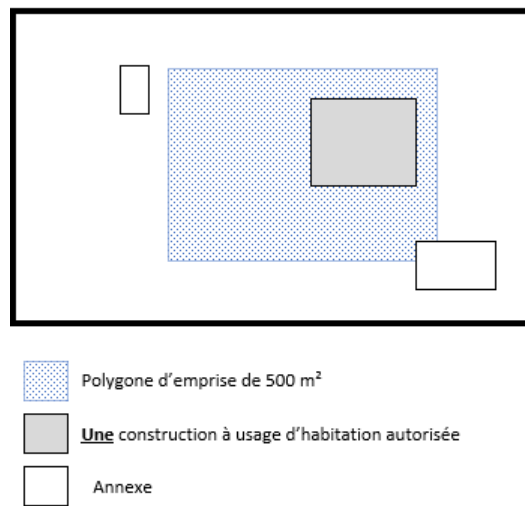 Polygone d'emprise de 500 m²
Une construction à usage d'habitation autorisée
Annexe